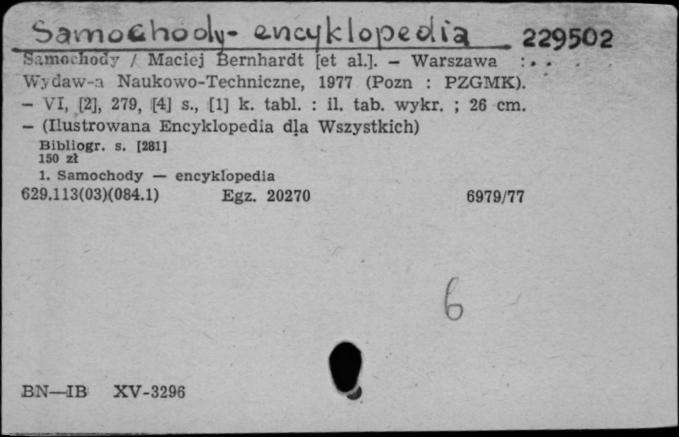 Samochody - encyklopedia 229502
Samochody / Maciej Bernhardt [et al.]. — Warszawa :
Wydaw-a Naukowo-Techniczne, 1977 (Pozn : PZGMK).
— VI, [2], 279, [4] s., [1] k. tabl. : il. tab. wykr. ; 26 cm.
— (Ilustrowana Encyklopedia dla Wszystkich)
Bibliogr. s. [281]
150 zł
1. Samochody — encyklopedia
629.113(03)(084.1) Egz. 20270 6979/77
6
BN—IB XV-3296